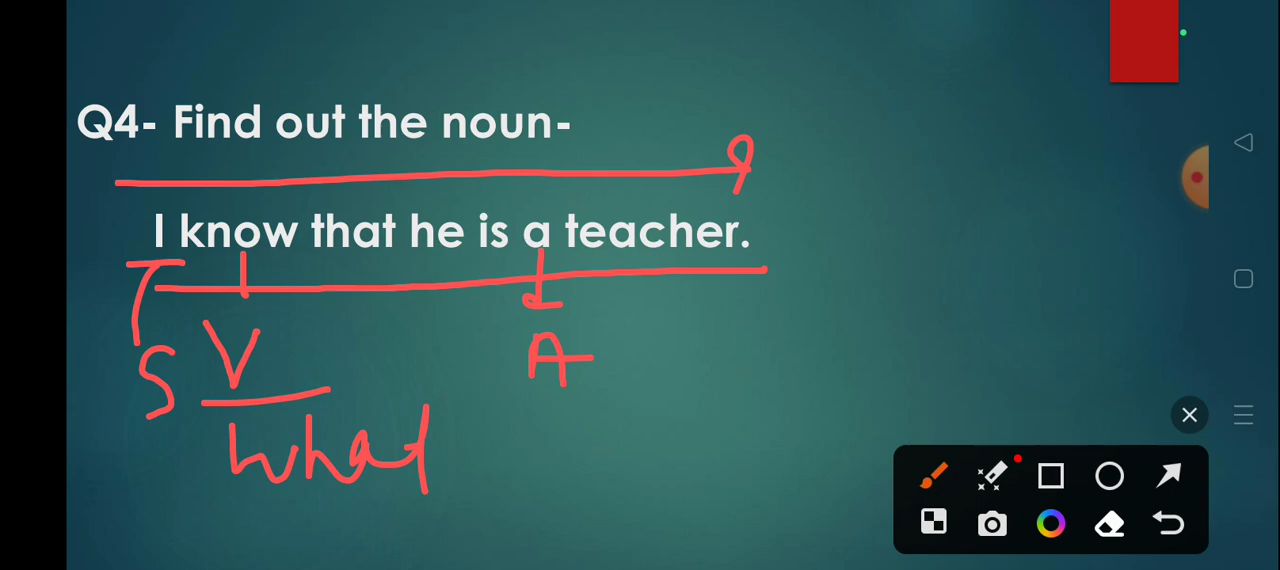 Q4- Find out the noun-
I know that he is a teacher.
S V A
what